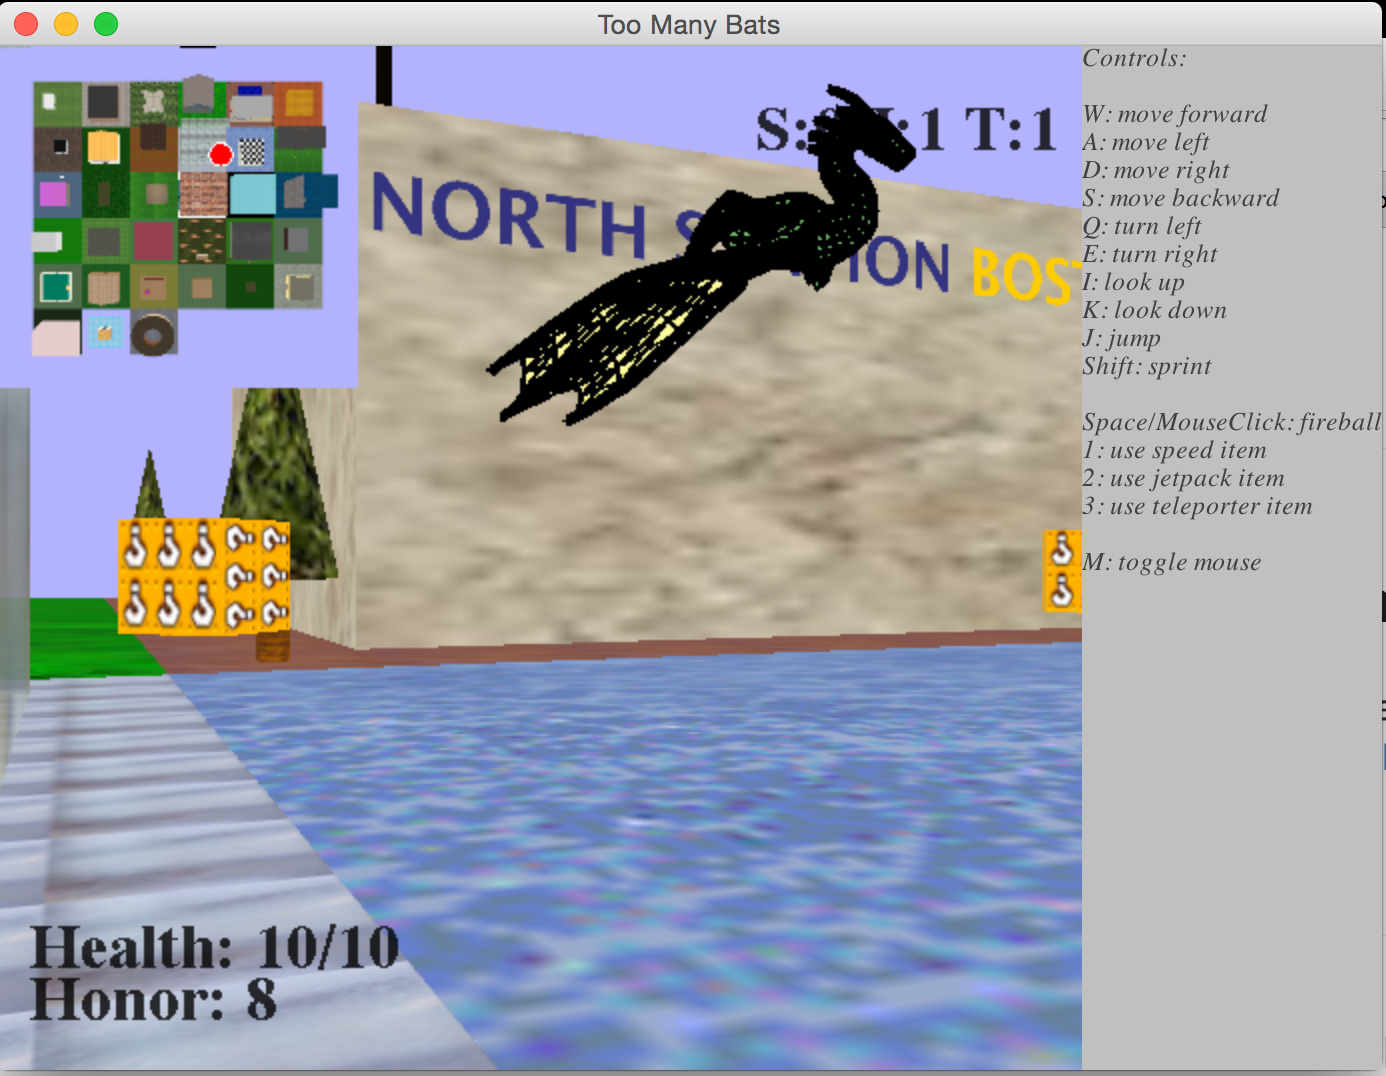 Too Many Bats
S: :1 T:1
NORTH S ION BOS
Health: 10/10
Honor: 8
Controls:
W: move forward
A: move left
D: move right
S: move backward
Q: turn left
E: turn right
I: look up
K: look down
J: jump
Shift: sprint
Space/MouseClick: fireball
1: use speed item
2: use jetpack item
3: use teleporter item
M: toggle mouse